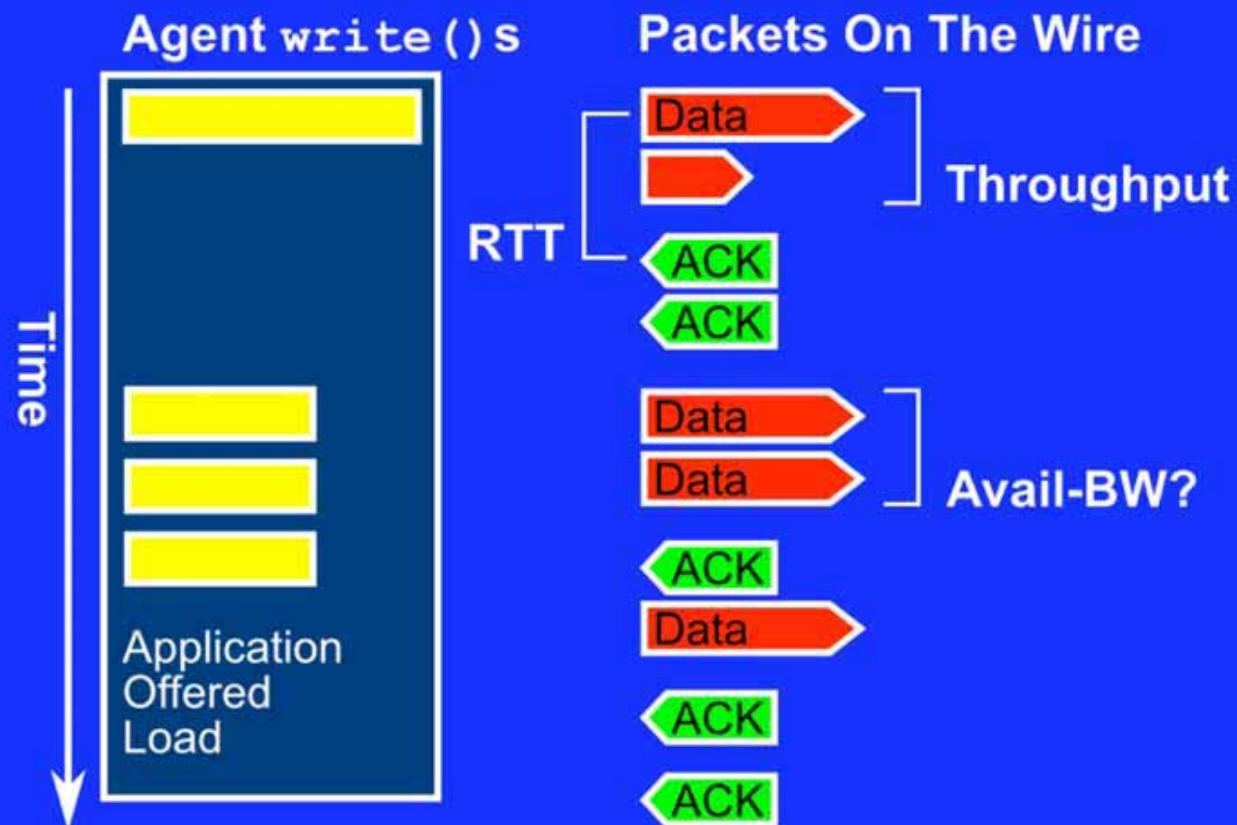 Agent write()s
Packets On The Wire
Time
Data
Throughput
RTT
ACK
ACK
Data
Data
Avail-BW?
ACK
Data
Application
Offered
Load
ACK
ACK